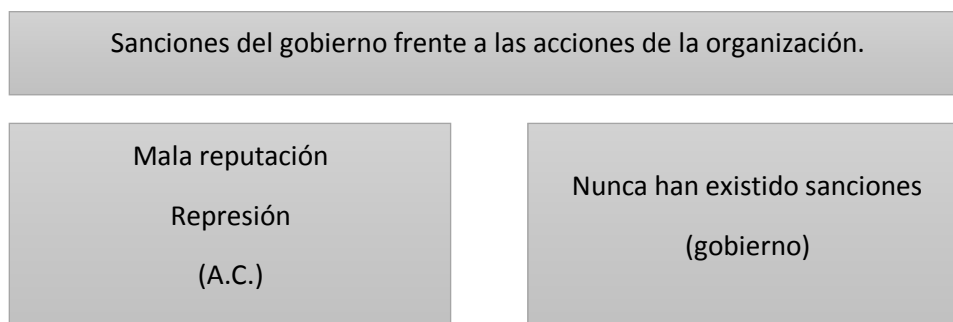 Sanciones del gobierno frente a las acciones de la organización.
Mala reputación
Represión
(A.C.)
Nunca han existido sanciones
(gobierno)